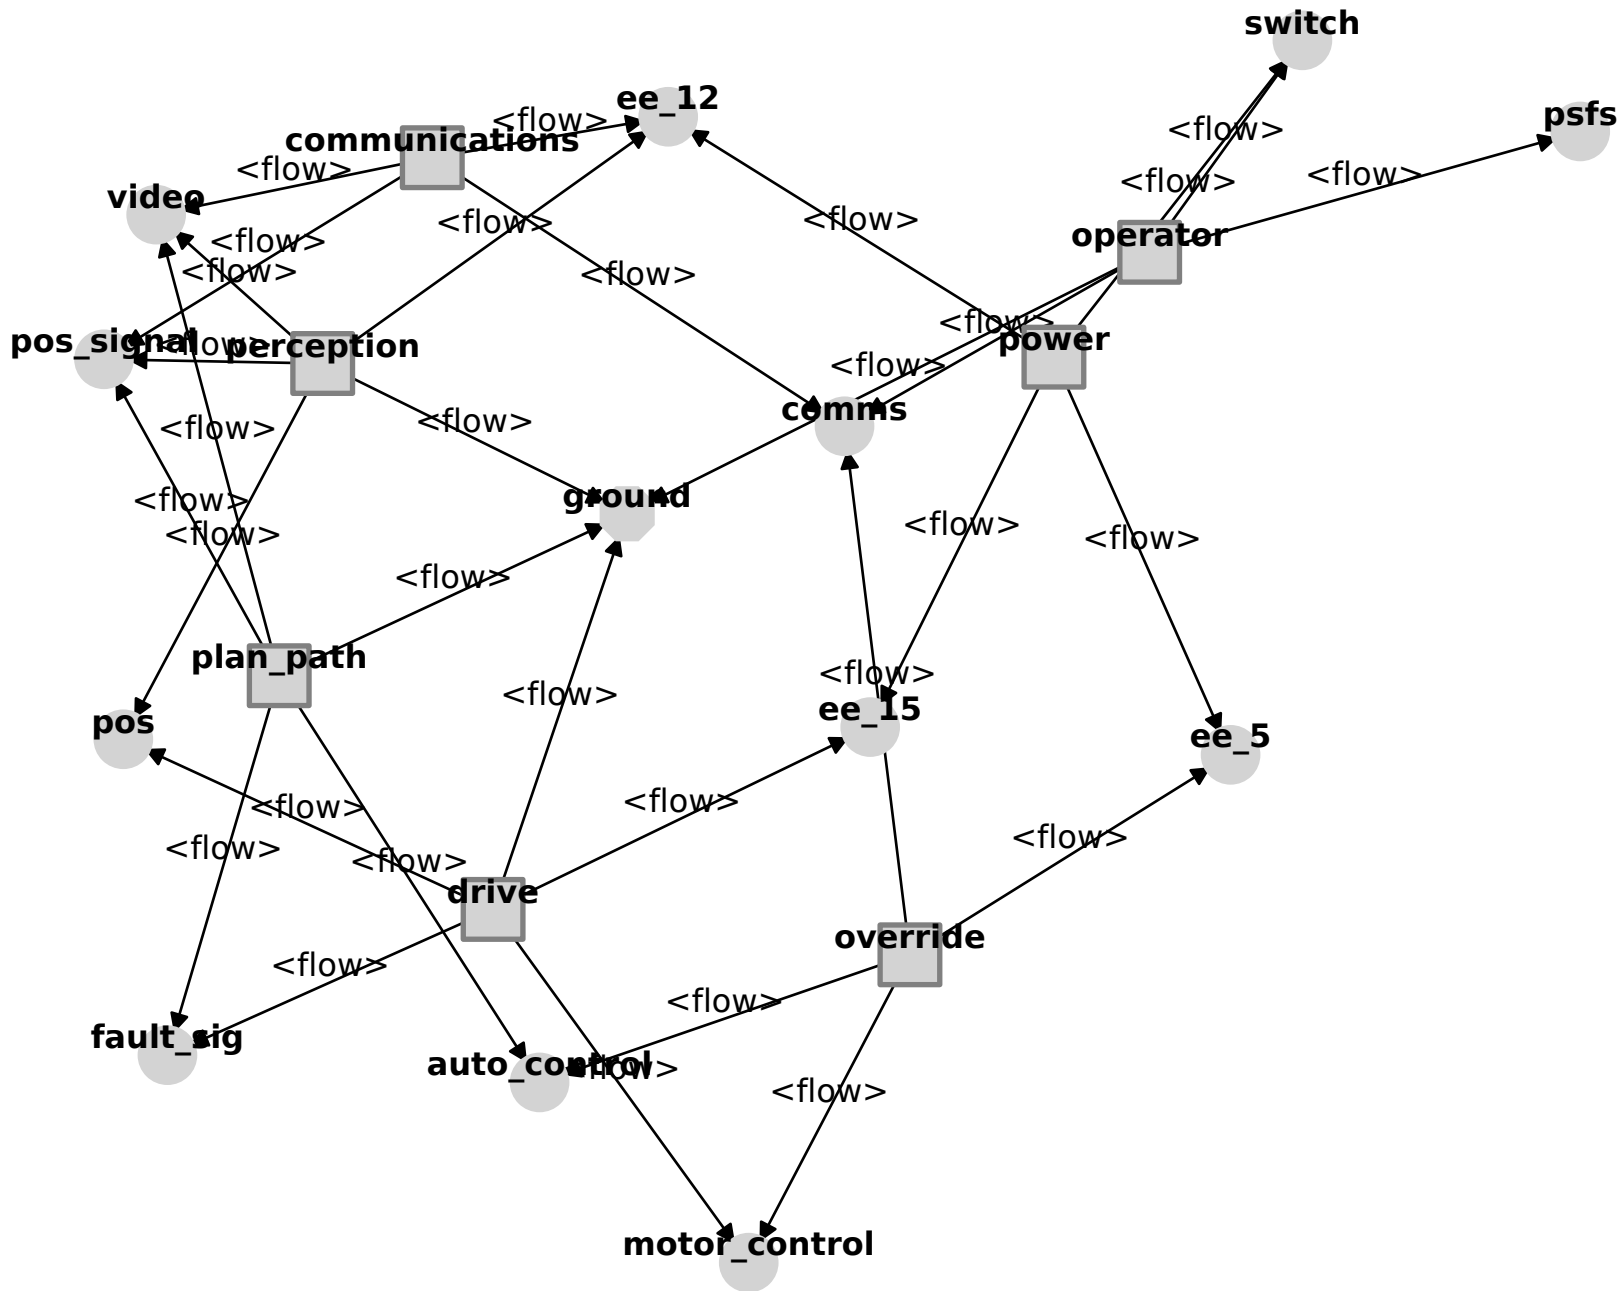 switch
ee_12
psfs
<flow>
<flow>
communications
<flow>
<flow>
<flow>
<flow>
video
<flow>
<flow>
operator
<flow>
<flow>
<flow>
<flow>
power
pos_signal
<flow>
perception
<flow>
comms
<flow>
<flow>
ground
<flow>
<flow>
<flow>
<flow>
<flow>
plan_path
<flow>
<flow>
ee_15
pos
ee_5
<flow>
<flow>
<flow>
<flow>
<flow>
drive
override
<flow>
<flow>
fault_sig
auto_control
<flow>
<flow>
motor_control